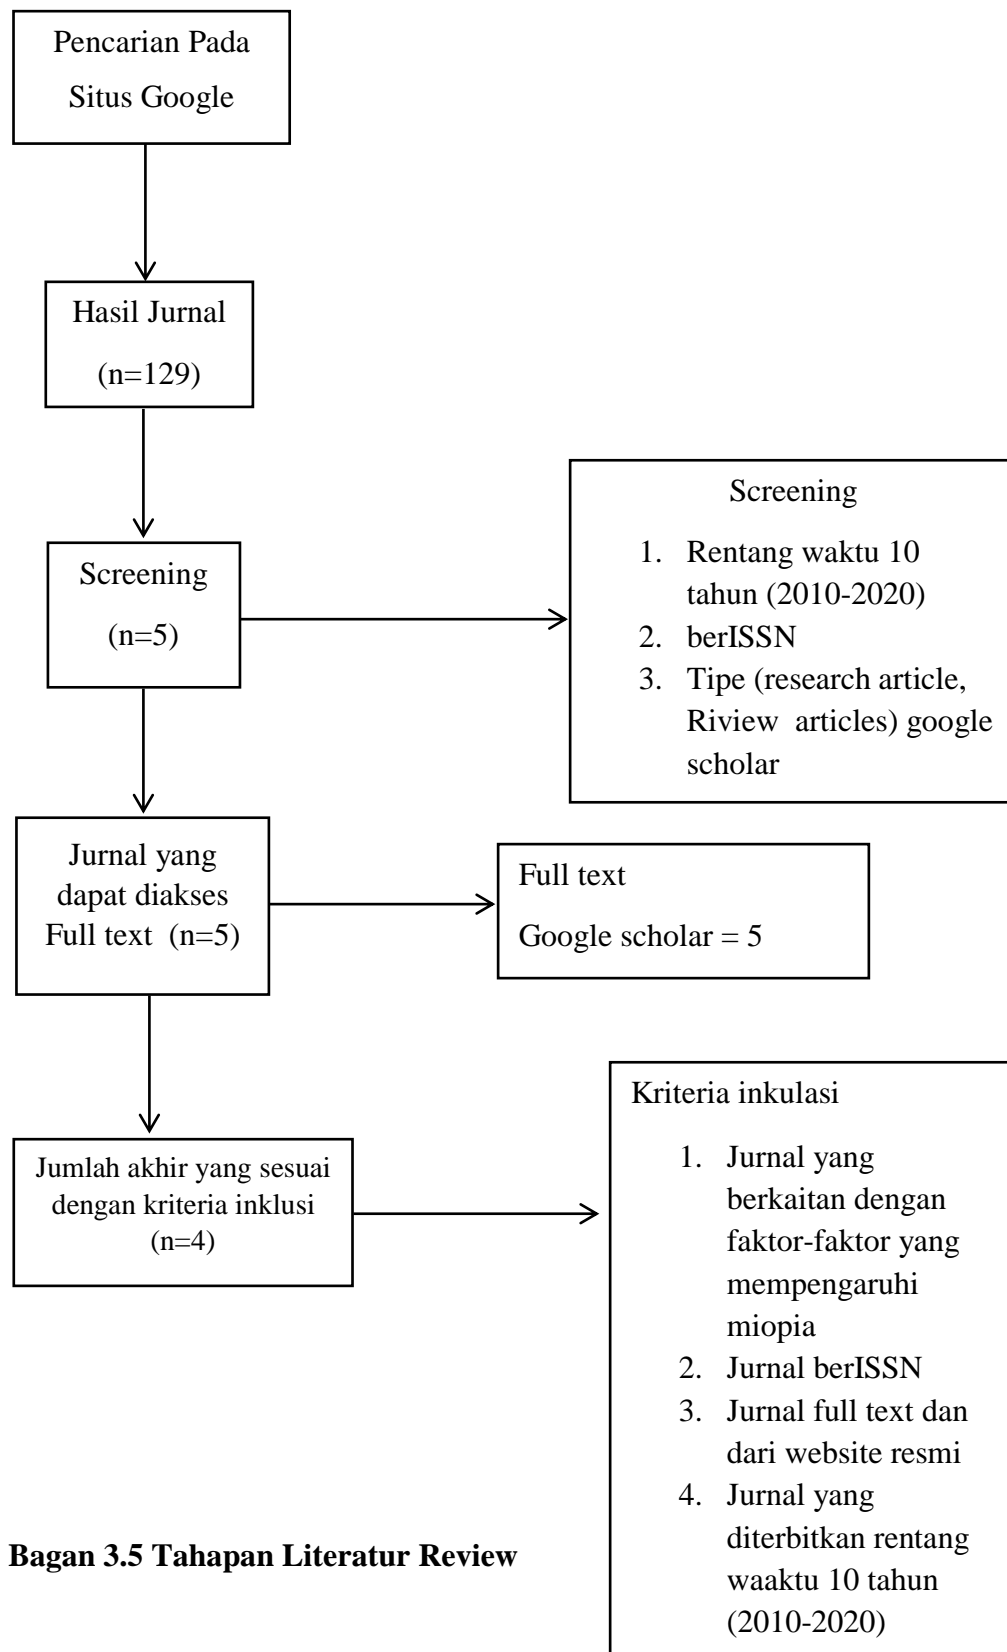 Pencarian Pada
Situs Google
Hasil Jurnal
(n=129)
Screening
(n=5)
Screening
1. Rentang waktu 10
tahun (2010-2020)
2. berISSN
3. Tipe (research article,
Riview articles) google
scholar
Jurnal yang
dapat diakses
Full text (n=5)
Full text
Google scholar = 5
Jumlah akhir yang sesuai
dengan kriteria inklusi
(n=4)
Kriteria inkulasi
1. Jurnal yang
berkaitan dengan
faktor-faktor yang
mempengaruhi
miopia
2. Jurnal berISSN
3. Jurnal full text dan
dari website resmi
4. Jurnal yang
diterbitkan rentang
waaktu 10 tahun
(2010-2020)
Bagan 3.5 Tahapan Literatur Review